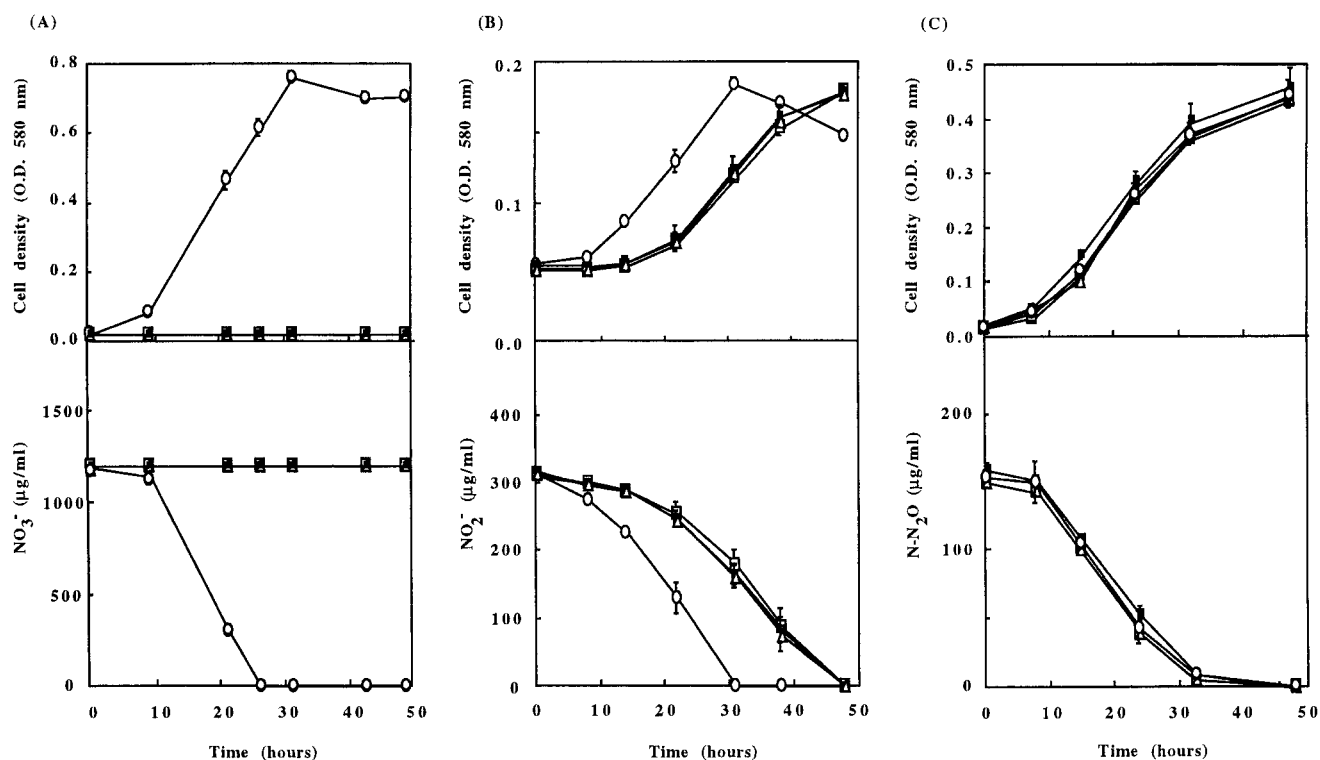 (A)
(B)
(C)
Cell density (O.D. 580 nm)
0.8
0.6
0.4
0.2
0.0
Cell density (O.D. 580 nm)
0.2
0.1
0.0
Cell density (O.D. 580 nm)
0.5
0.4
0.3
0.2
0.1
0.0
NO3- (µg/ml)
1500
1000
500
0
NO2- (µg/ml)
400
300
200
100
0
N-N2O (µg/ml)
200
100
0
0 10 20 30 40 50
0 10 20 30 40 50
0 10 20 30 40 50
Time (hours)
Time (hours)
Time (hours)